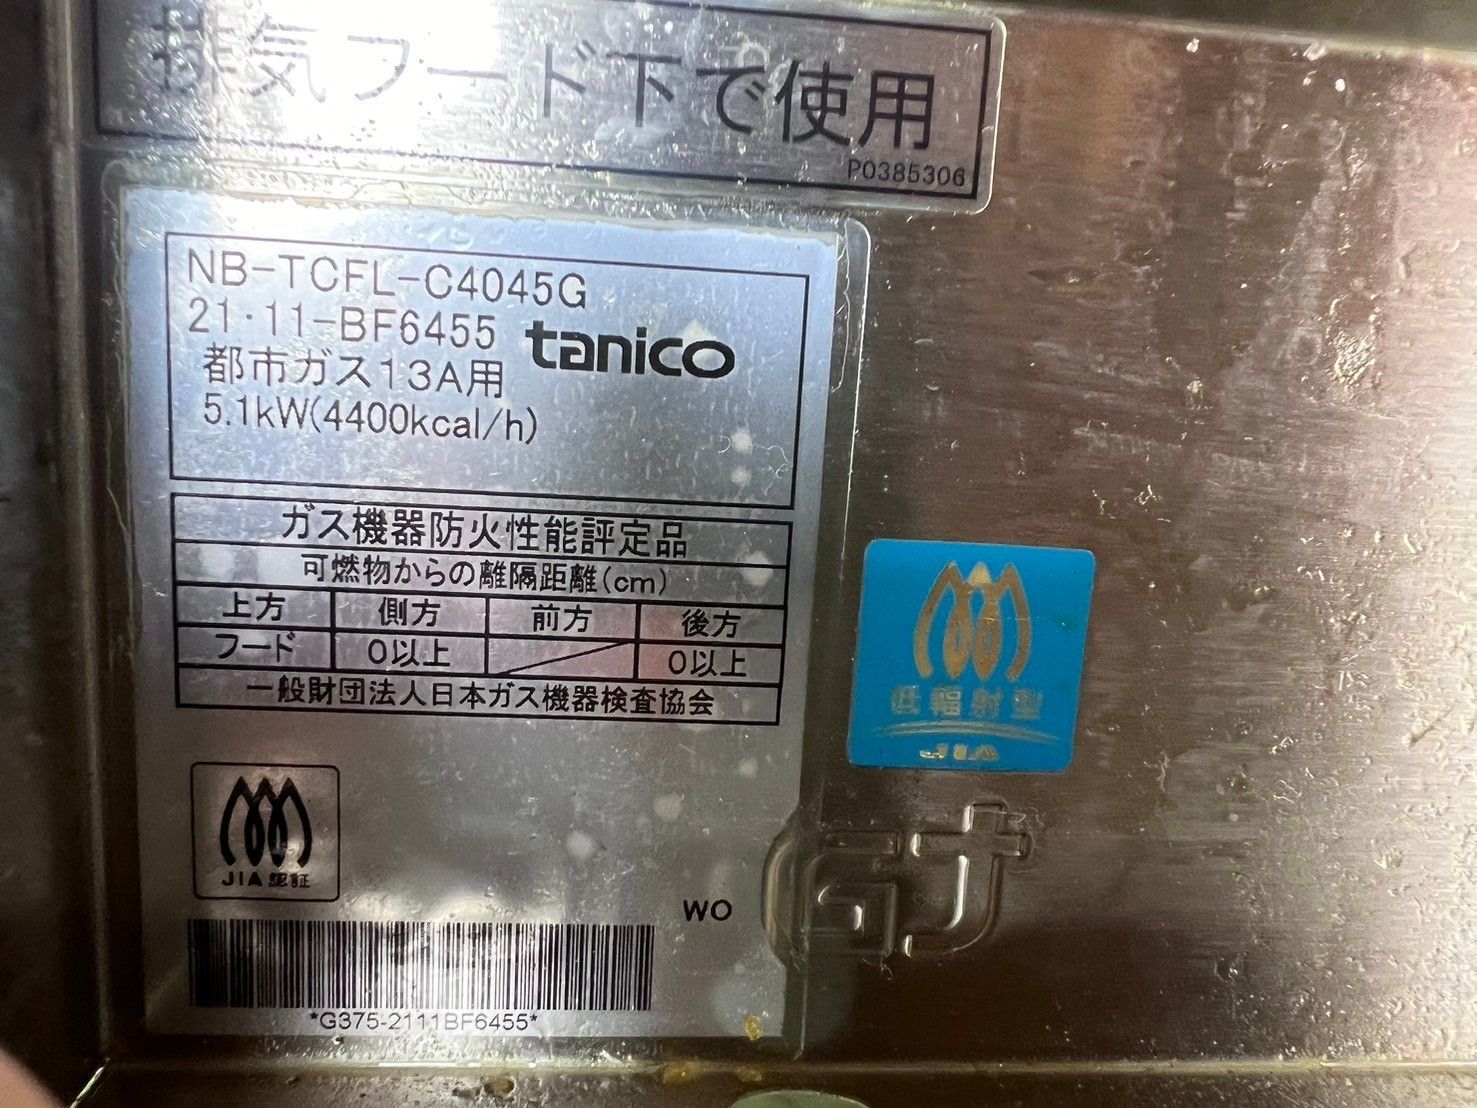 排気フード下で使用
P0385306
NB-TCFL-C4045G
21・11-BF6455
tanico
都市ガス13A用
5.1kW(4400kcal/h)
ガス機器防火性能評定品
可燃物からの離隔距離(cm)
上方 側方 前方 後方
フード 0以上 0以上
一般財団法人日本ガス機器検査協会
低輻射型
JIA
JIA 認証
WO
*G375-2111BF6455*